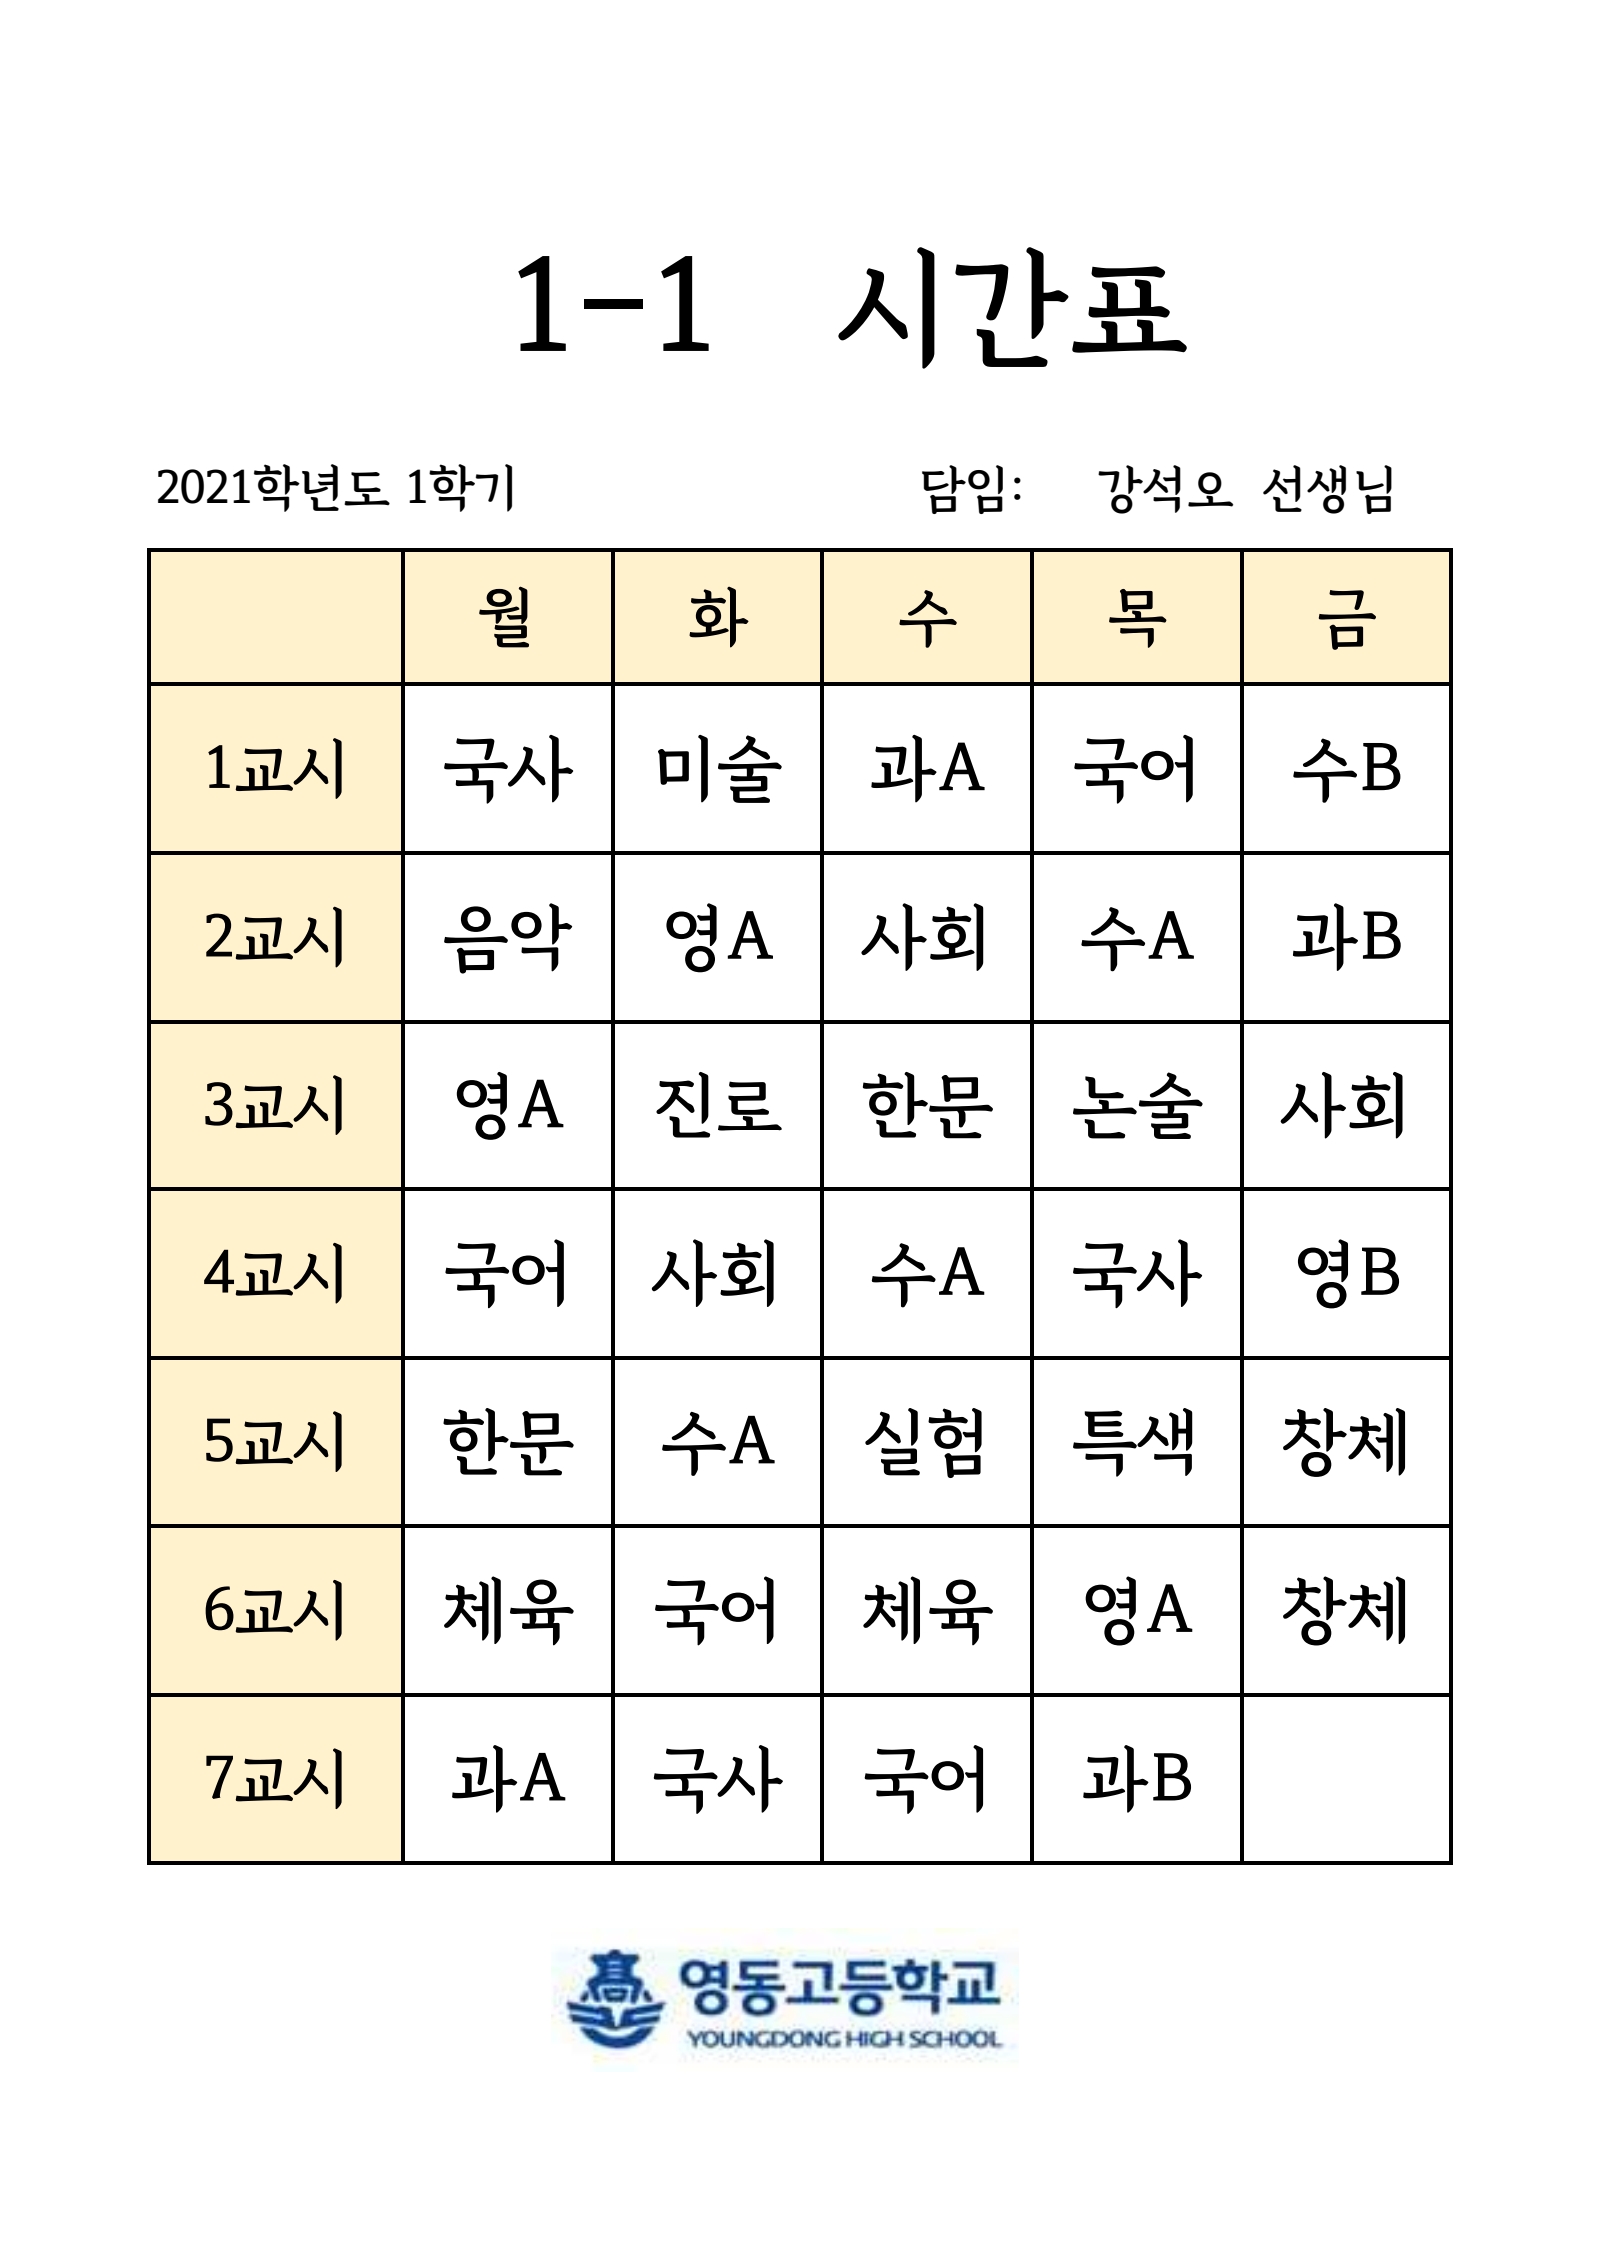 1-1 시간표
2021학년도 1학기 담임: 강석오 선생님
월 화 수 목 금
1교시 국사 미술 과A 국어 수B
2교시 음악 영A 사회 수A 과B
3교시 영A 진로 한문 논술 사회
4교시 국어 사회 수A 국사 영B
5교시 한문 수A 실험 특색 창체
6교시 체육 국어 체육 영A 창체
7교시 과A 국사 국어 과B
高 영동고등학교
YOUNGDONG HIGH SCHOOL